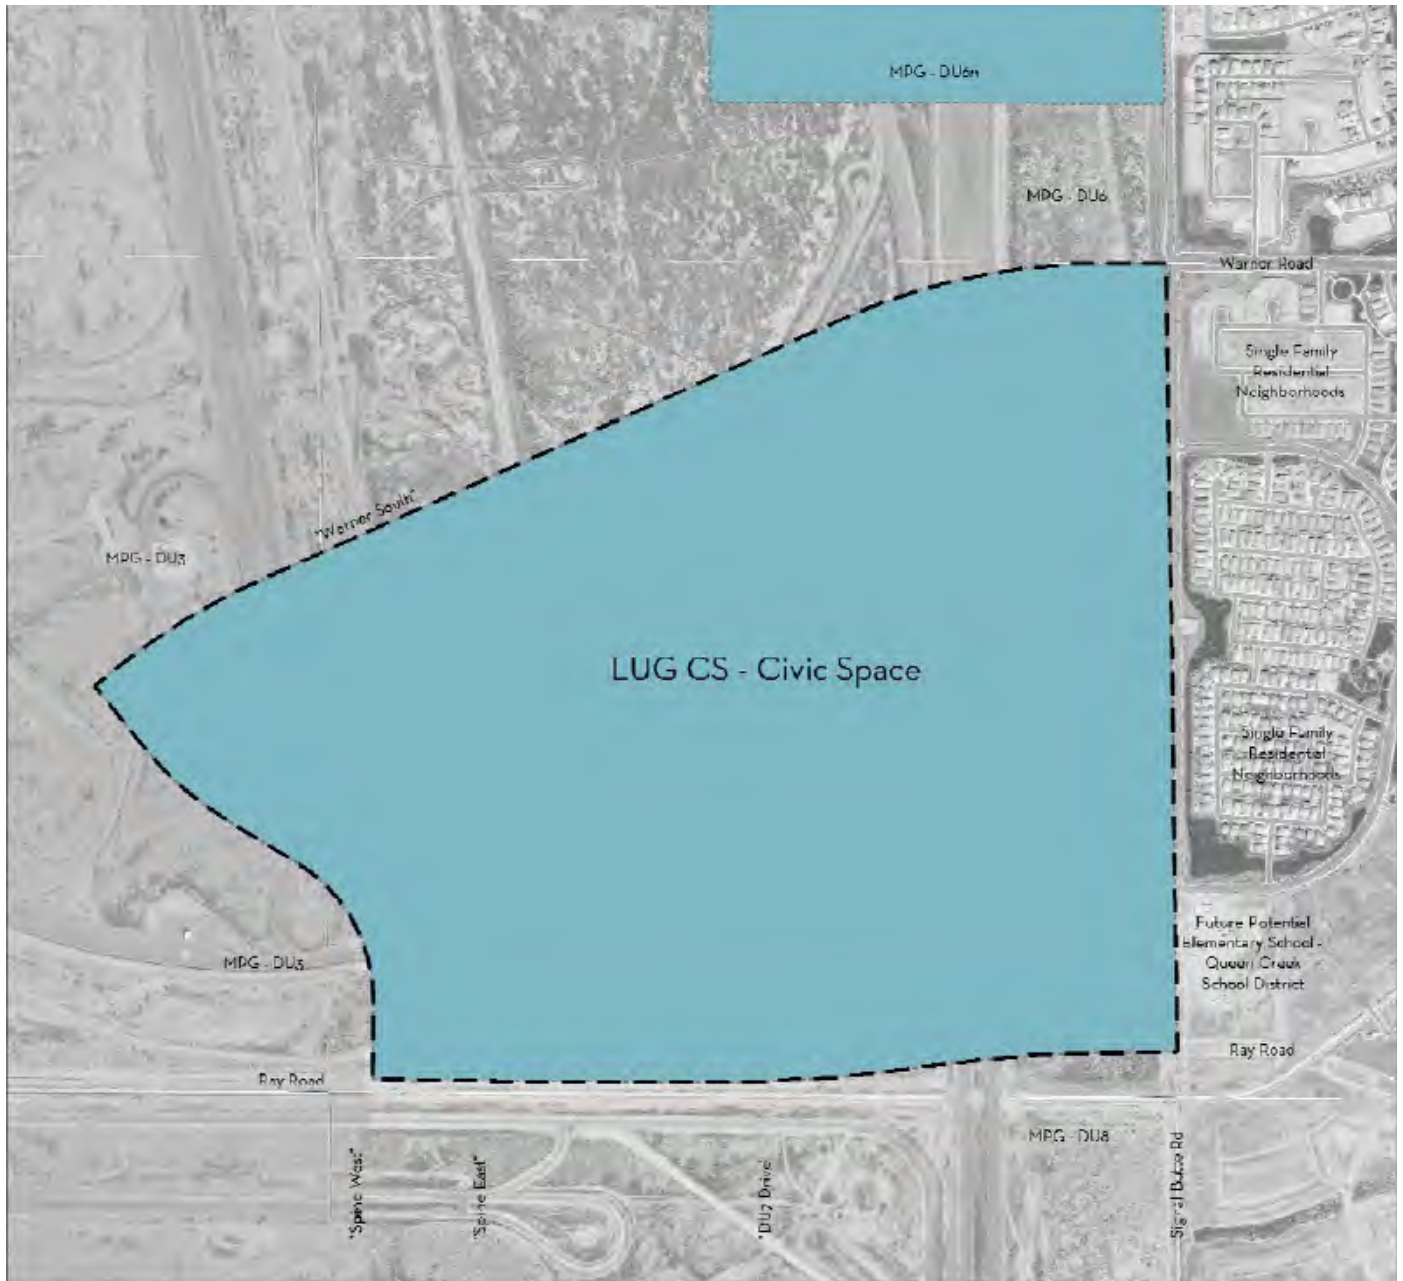 MPG - DU6n
MPG - DU6
Warner Road
Single Family
Residential
Neighborhoods
"Warner South"
MPG - DU3
LUG CS - Civic Space
Single Family
Residential
Neighborhoods
Future Potential
Elementary School -
Queen Creek
School District
MPG - DU3
Ray Road
Ray Road
MPG - DU8
"Spine West"
"Spine East"
"DU7 Drive"
Signal Butte Rd